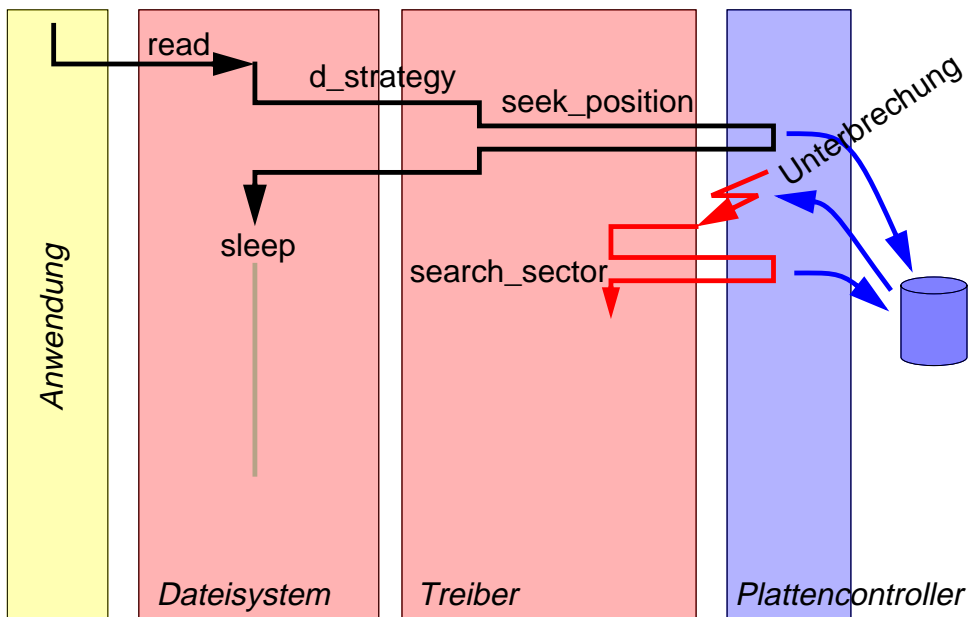 read
d_strategy
seek_position
Unterbrechung
sleep
search_sector
Anwendung
Dateisystem
Treiber
Plattencontroller